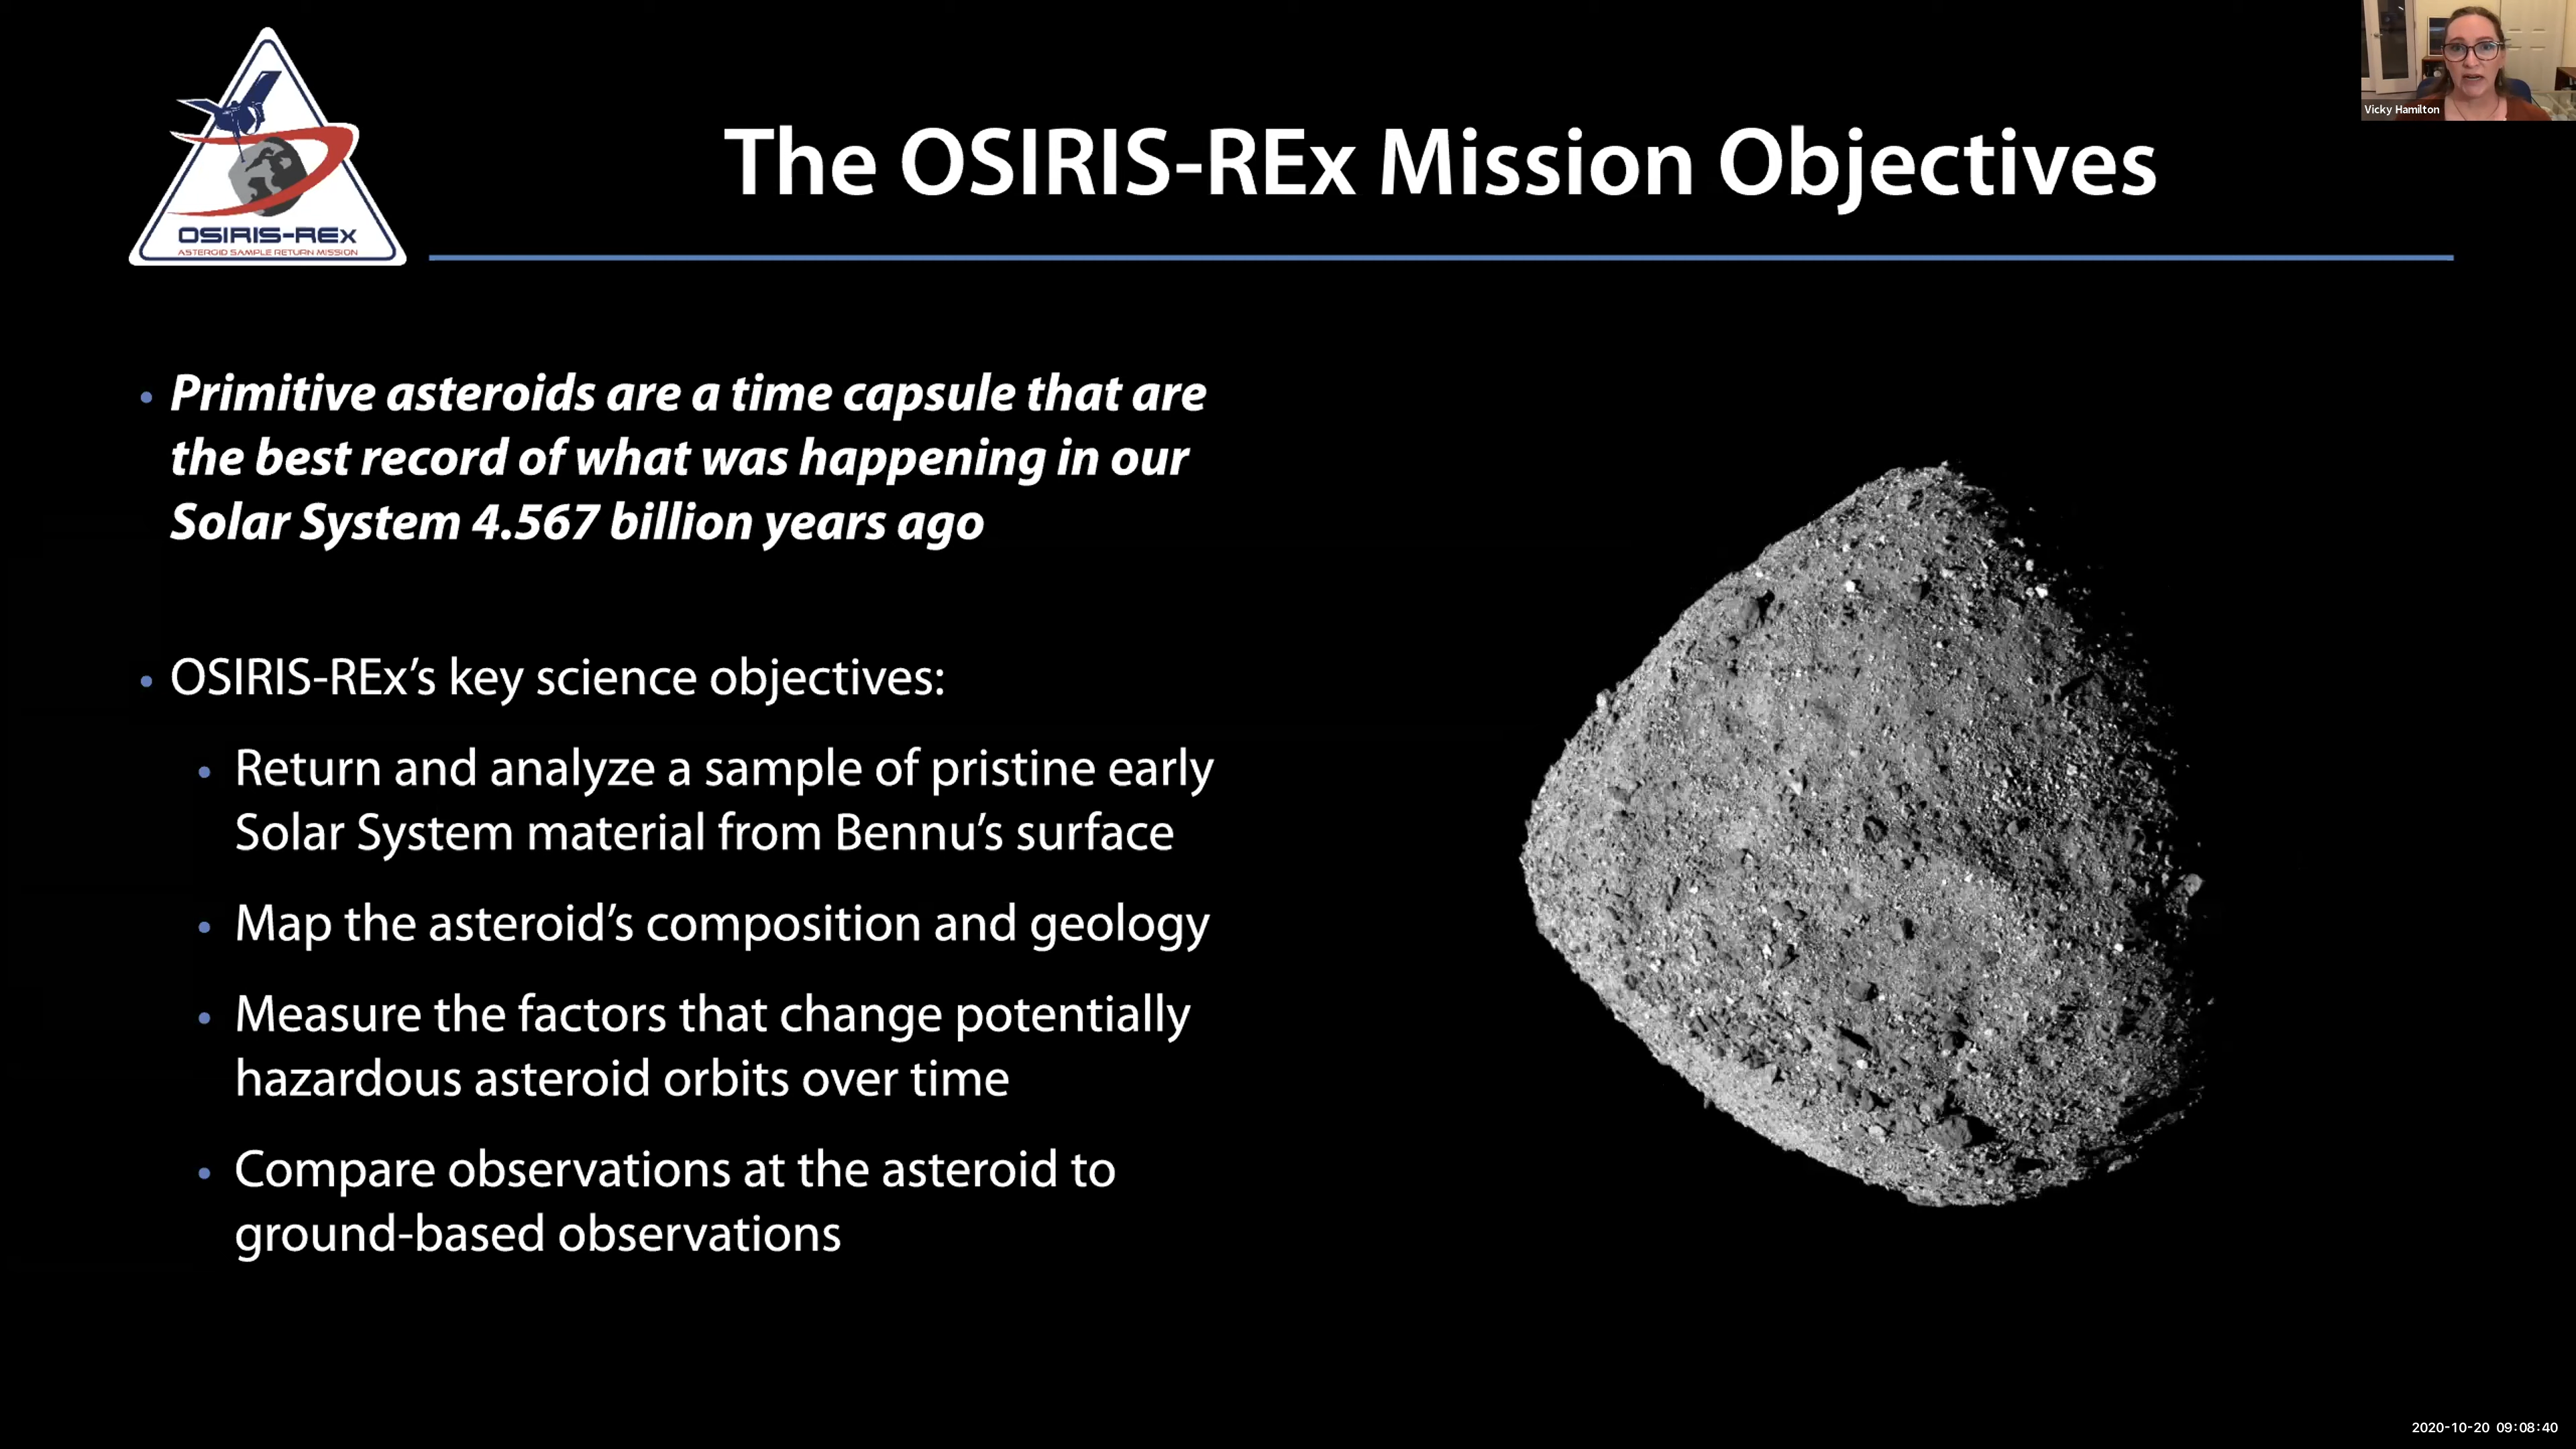 Vicky Hamilton
The OSIRIS-REx Mission Objectives
OSIRIS-REx
ASTEROID SAMPLE RETURN MISSION
• Primitive asteroids are a time capsule that are
the best record of what was happening in our
Solar System 4.567 billion years ago
• OSIRIS-REx’s key science objectives:
• Return and analyze a sample of pristine early
Solar System material from Bennu’s surface
• Map the asteroid’s composition and geology
• Measure the factors that change potentially
hazardous asteroid orbits over time
• Compare observations at the asteroid to
ground-based observations
2020-10-20 09:08:40